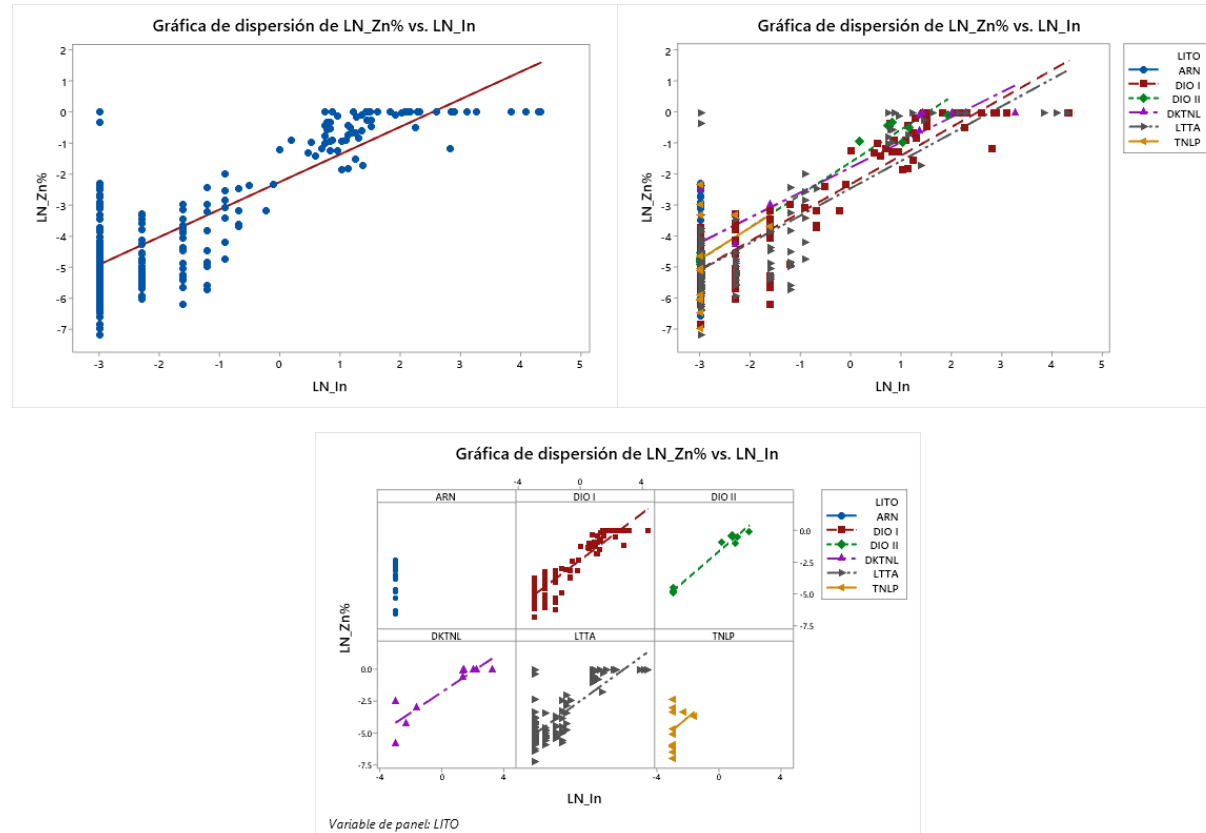 Gráfica de dispersión de LN_Zn% vs. LN_In
2
1
0
-1
-2
-3
-4
-5
-6
-7
LN_Zn%
-3 -2 -1 0 1 2 3 4 5
LN_In
Gráfica de dispersión de LN_Zn% vs. LN_In
2
1
0
-1
-2
-3
-4
-5
-6
-7
LN_Zn%
-3 -2 -1 0 1 2 3 4 5
LN_In
LITO
ARN
DIO I
DIO II
DKTNL
LTTA
TNLP
Gráfica de dispersión de LN_Zn% vs. LN_In
-4 0 4
ARN DIO I DIO II
0.0
-2.5
-5.0
-7.5
LN_Zn%
DKTNL LTTA TNLP
0.0
-2.5
-5.0
-7.5
-4 0 4 -4 0 4
LN_In
LITO
ARN
DIO I
DIO II
DKTNL
LTTA
TNLP
Variable de panel: LITO